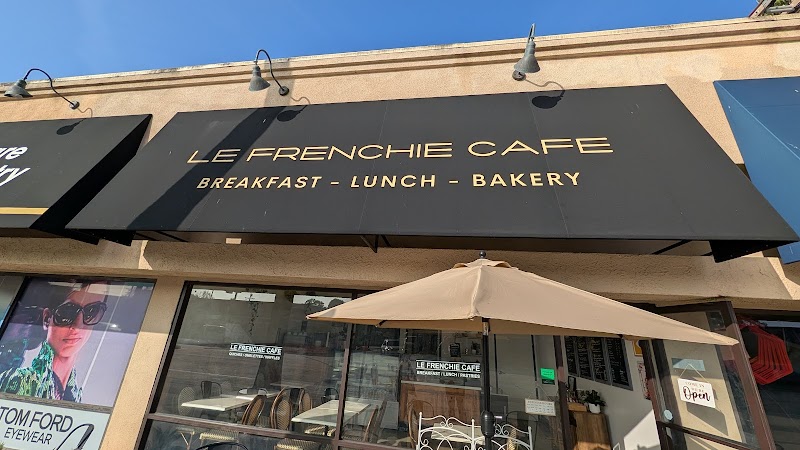 LE FRENCHIE CAFE
BREAKFAST - LUNCH - BAKERY
LE FRENCHIE CAFE
LE FRENCHIE CAFE
BREAKFAST / LUNCH / PASTRIES
Open
TOM FORD
EYEWEAR